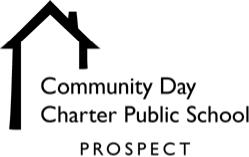 Community Day
Charter Public School
PROSPECT